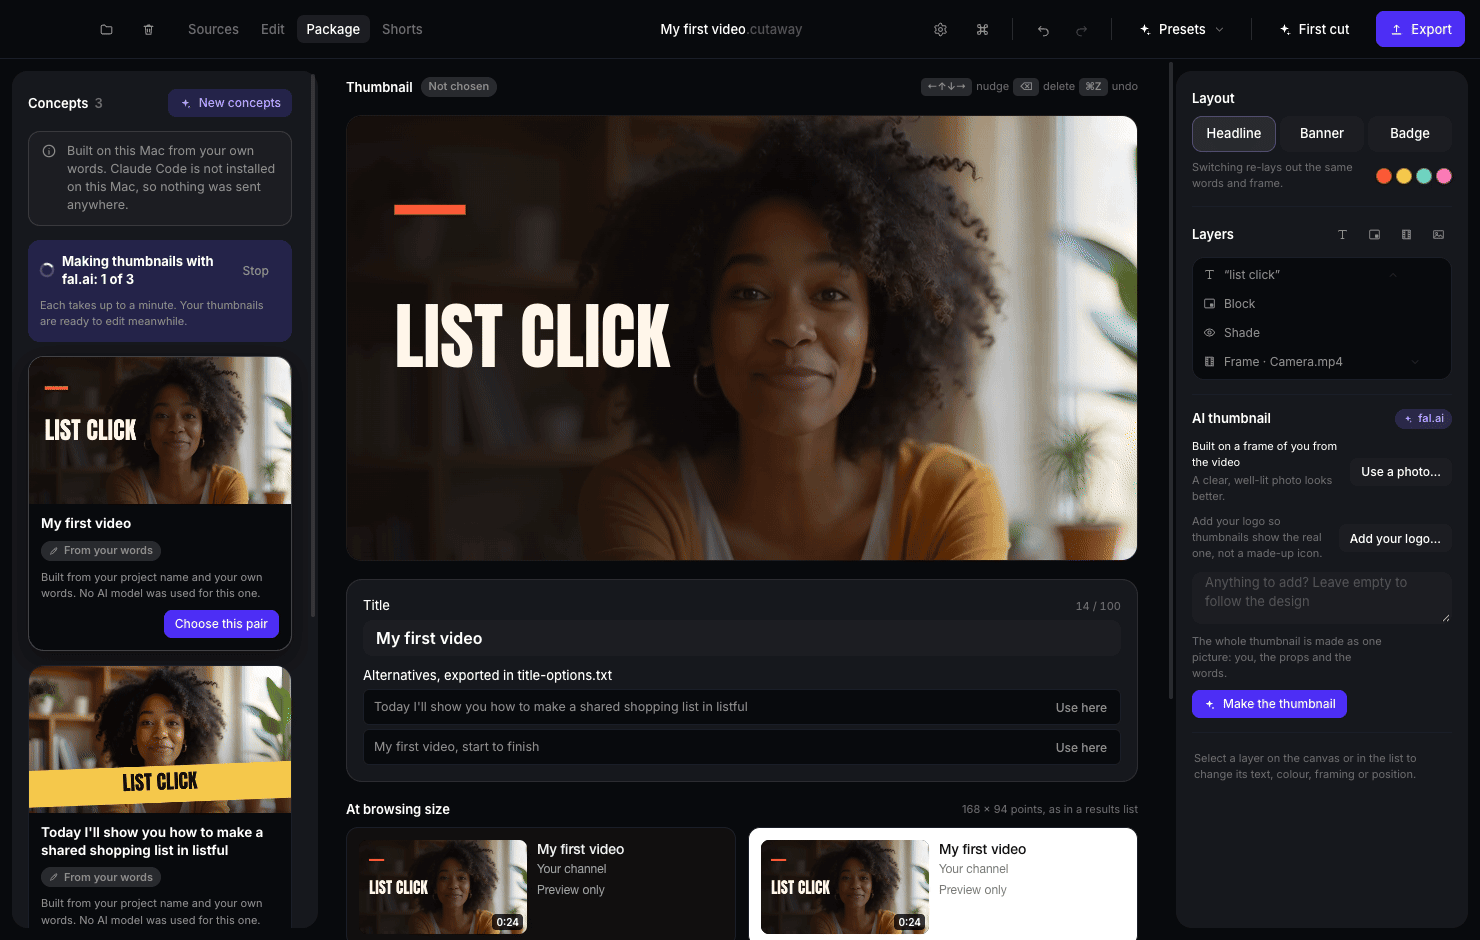 Sources Edit Package Shorts
My first video.cutaway
Presets
First cut
Export
Concepts 3
New concepts
Built on this Mac from your own
words. Claude Code is not installed
on this Mac, so nothing was sent
anywhere.
Making thumbnails with
fal.ai: 1 of 3
Stop
Each takes up to a minute. Your thumbnails
are ready to edit meanwhile.
LIST CLICK
My first video
From your words
Built from your project name and your own
words. No AI model was used for this one.
Choose this pair
LIST CLICK
Today I'll show you how to make a
shared shopping list in listful
From your words
Built from your project name and your own
words. No AI model was used for this one.
Thumbnail
Not chosen
←↑↓→ nudge ⌫ delete ⌘Z undo
LIST CLICK
Title
14 / 100
My first video
Alternatives, exported in title-options.txt
Today I'll show you how to make a shared shopping list in listful
Use here
My first video, start to finish
Use here
At browsing size
168 × 94 points, as in a results list
LIST CLICK
0:24
My first video
Your channel
Preview only
LIST CLICK
0:24
My first video
Your channel
Preview only
Layout
Headline
Banner
Badge
Switching re-lays out the same
words and frame.
Layers
“list click”
Block
Shade
Frame · Camera.mp4
AI thumbnail
fal.ai
Built on a frame of you from
the video
A clear, well-lit photo looks
better.
Use a photo...
Add your logo so
thumbnails show the real
one, not a made-up icon.
Add your logo...
Anything to add? Leave empty to
follow the design
The whole thumbnail is made as one
picture: you, the props and the
words.
Make the thumbnail
Select a layer on the canvas or in the list to
change its text, colour, framing or position.